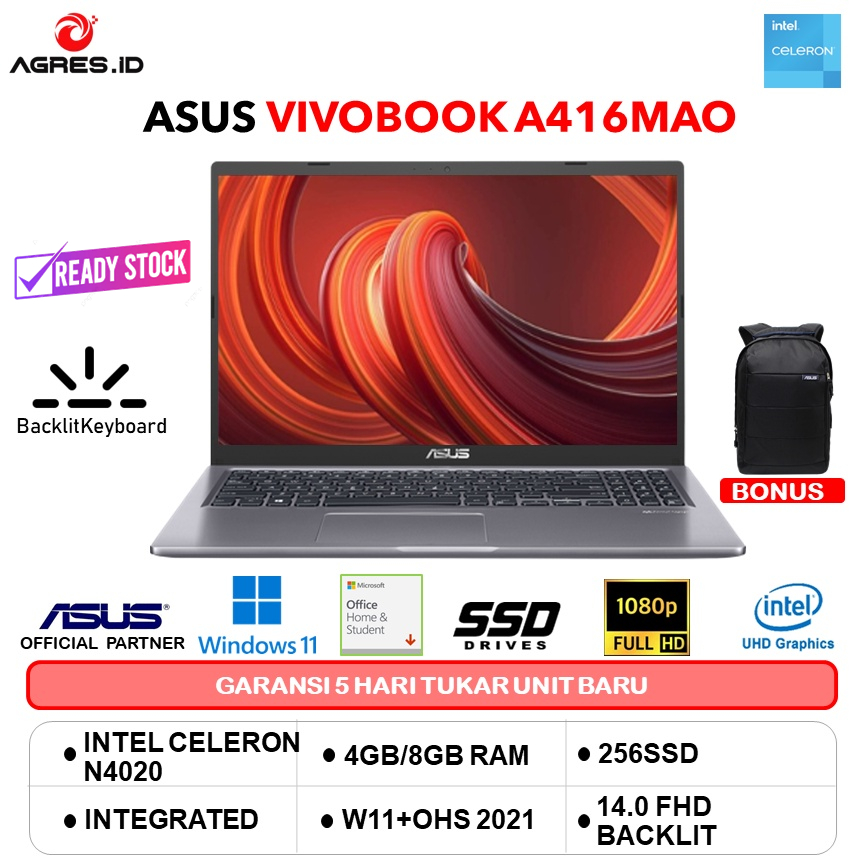 AGRES.ID
intel
CELERON
ASUS VIVOBOOK A416MAO
READY STOCK
BacklitKeyboard
ASUS
ASUS
BONUS
ASUS
OFFICIAL PARTNER
Windows 11
Microsoft
Office
Home &
Student
SSD
DRIVES
1080p
FULL HD
intel
UHD Graphics
GARANSI 5 HARI TUKAR UNIT BARU
INTEL CELERON
N4020
4GB/8GB RAM
256SSD
INTEGRATED
W11+OHS 2021
14.0 FHD
BACKLIT